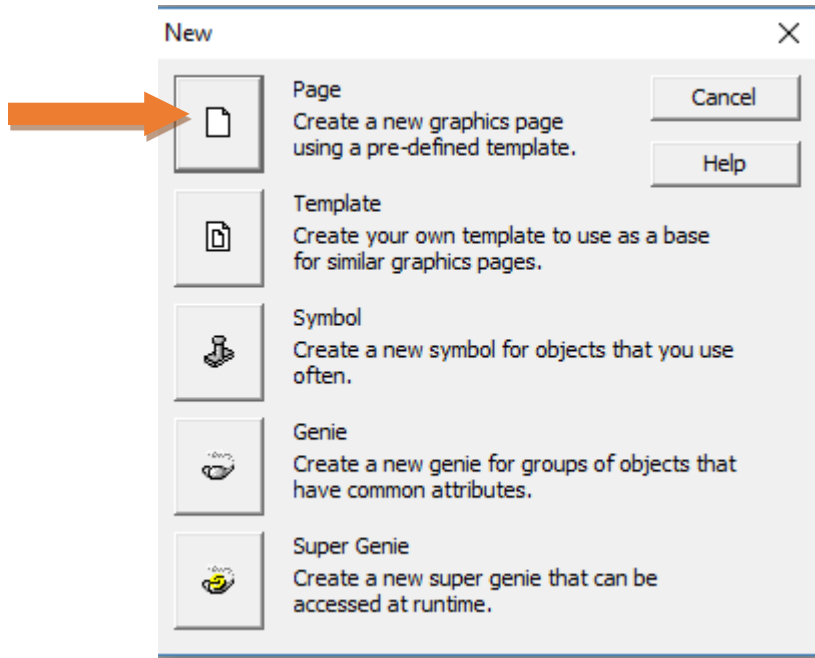 New
Page
Create a new graphics page
using a pre-defined template.
Cancel
Help
Template
Create your own template to use as a base
for similar graphics pages.
Symbol
Create a new symbol for objects that you use
often.
Genie
Create a new genie for groups of objects that
have common attributes.
Super Genie
Create a new super genie that can be
accessed at runtime.